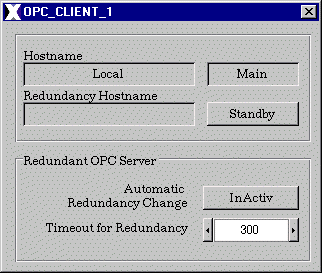 OPC_CLIENT_1
Hostname
Local Main
Redundancy Hostname
Standby
Redundant OPC Server
Automatic
Redundancy Change InActiv
Timeout for Redundancy 300